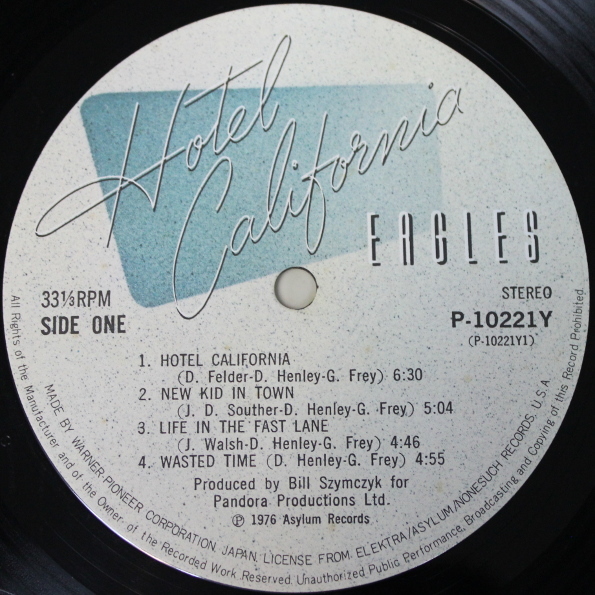 Hotel
California
EAGLES
33⅓RPM
STEREO
SIDE ONE
P-10221Y
(P-10221Y1)
1. HOTEL CALIFORNIA
(D. Felder-D. Henley-G. Frey) 6:30
2. NEW KID IN TOWN
(J. D. Souther-D. Henley-G. Frey) 5:04
3. LIFE IN THE FAST LANE
(J. Walsh-D. Henley-G. Frey) 4:46
4. WASTED TIME (D. Henley-G. Frey) 4:55
Produced by Bill Szymczyk for
Pandora Productions Ltd.
℗ 1976 Asylum Records
MADE BY WARNER-PIONEER CORPORATION, JAPAN. LICENSE FROM ELEKTRA/ASYLUM/NONESUCH RECORDS, U.S.A
All Rights of the Manufacturer and of the Owner of the Recorded Work Reserved. Unauthorized Public Performance, Broadcasting and Copying of this Record Prohibited.